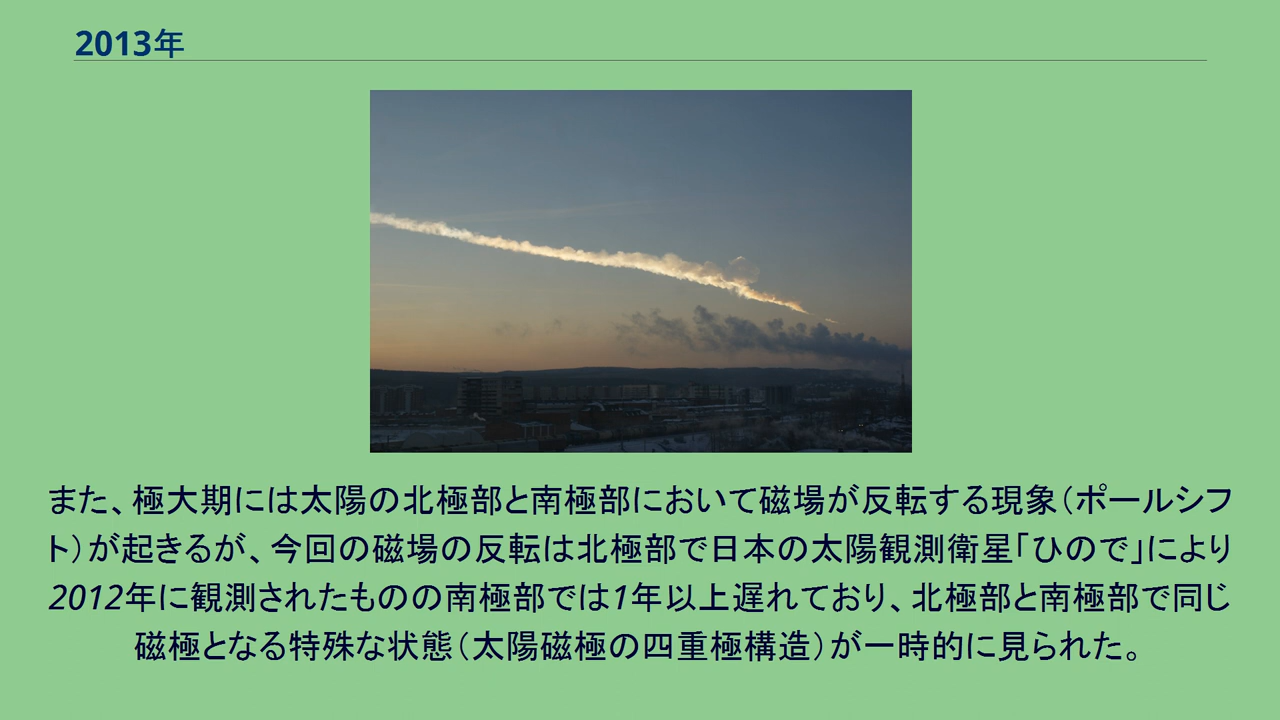 2013年
また、極大期には太陽の北極部と南極部において磁場が反転する現象（ポールシフ
ト）が起きるが、今回の磁場の反転は北極部で日本の太陽観測衛星｢ひので｣により
2012年に観測されたものの南極部では1年以上遅れており、北極部と南極部で同じ
磁極となる特殊な状態（太陽磁極の四重極構造）が一時的に見られた。